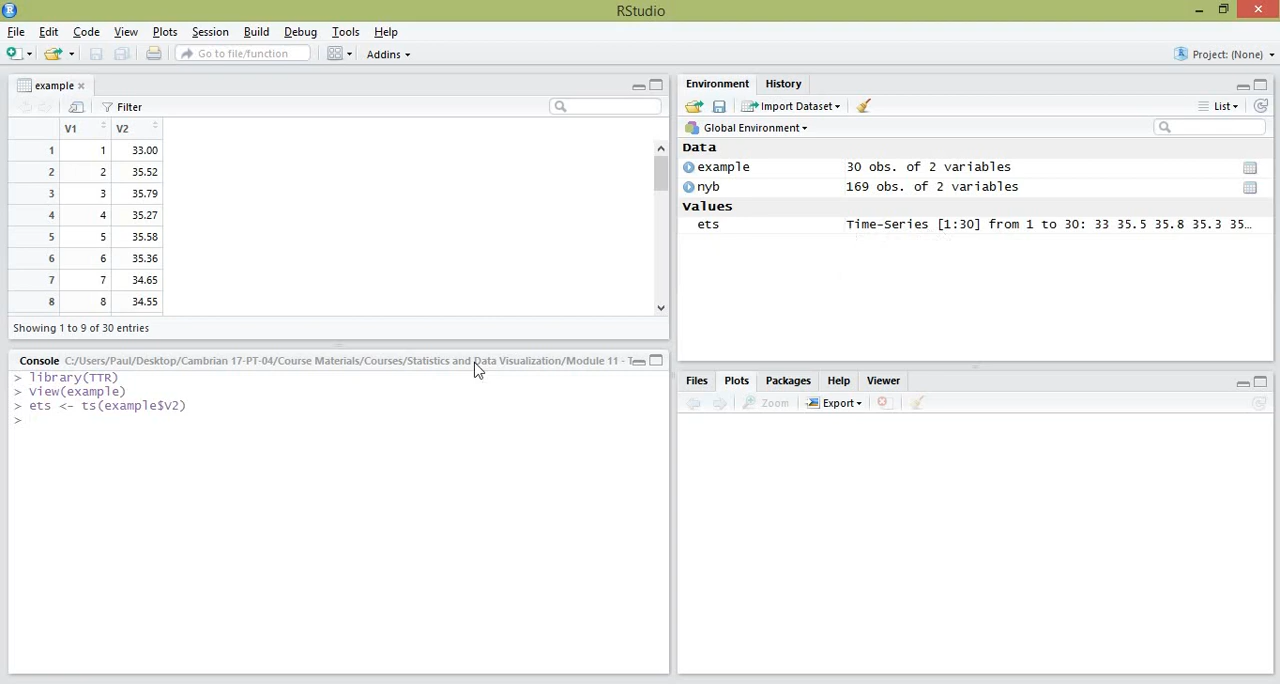 RStudio
File Edit Code View Plots Session Build Debug Tools Help
Go to file/function Addins Project: (None)
example
Filter
V1 V2
1 1 33.00
2 2 35.52
3 3 35.79
4 4 35.27
5 5 35.58
6 6 35.36
7 7 34.65
8 8 34.55
Showing 1 to 9 of 30 entries
Console C:/Users/Paul/Desktop/Cambrian 17-PT-04/Course Materials/Courses/Statistics and Data Visualization/Module 11 - T
> library(TTR)
> View(example)
> ets <- ts(example$V2)
>
Environment History
Import Dataset List
Global Environment
Data
example 30 obs. of 2 variables
nyb 169 obs. of 2 variables
Values
ets Time-Series [1:30] from 1 to 30: 33 35.5 35.8 35.3 35…
Files Plots Packages Help Viewer
Zoom Export